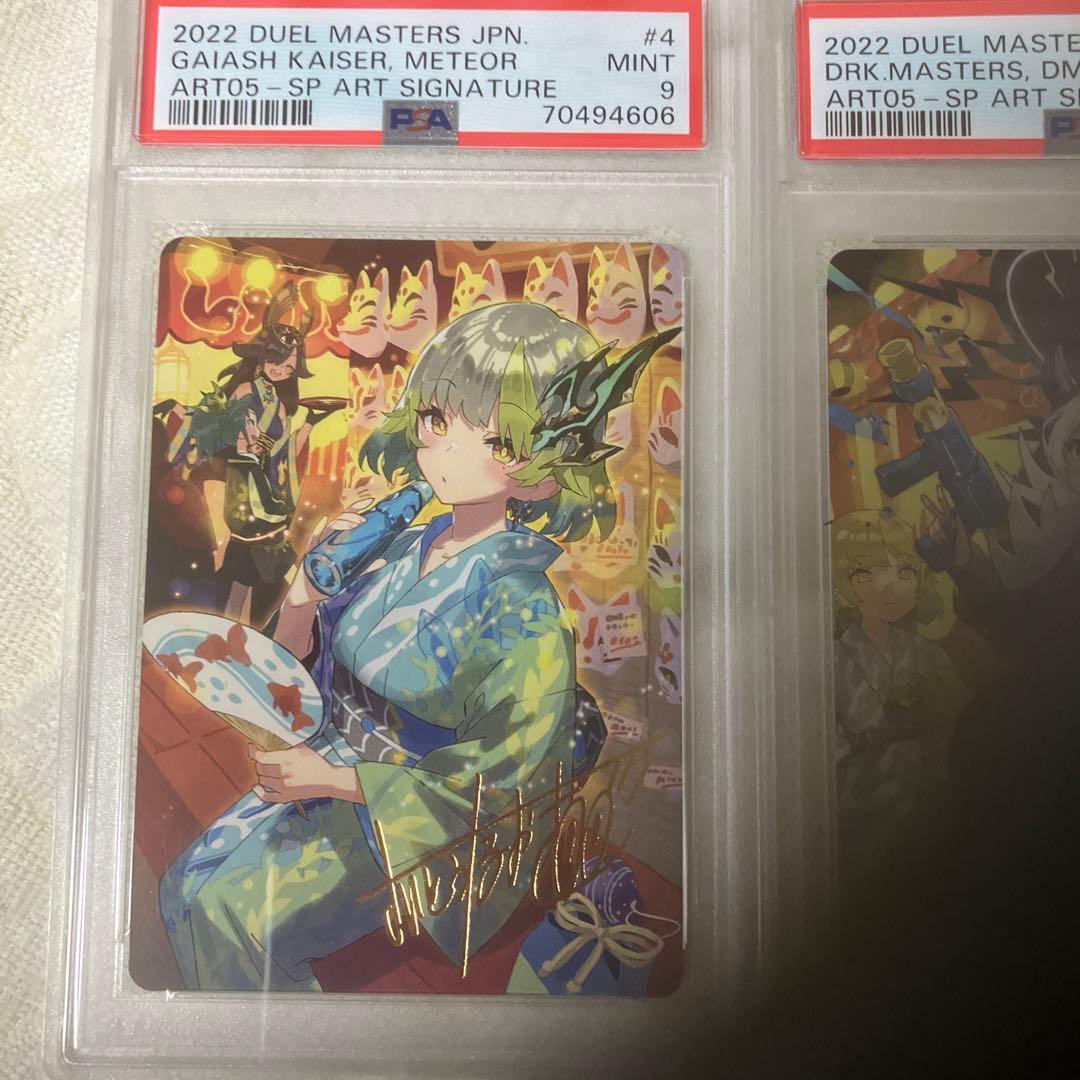 2022 DUEL MASTERS JPN. #4
GAIASH KAISER, METEOR MINT
ART05 – SP ART SIGNATURE 9
PSA 70494606
2022 DUEL MASTE
DRK.MASTERS, DM
ART05 – SP ART SI
P